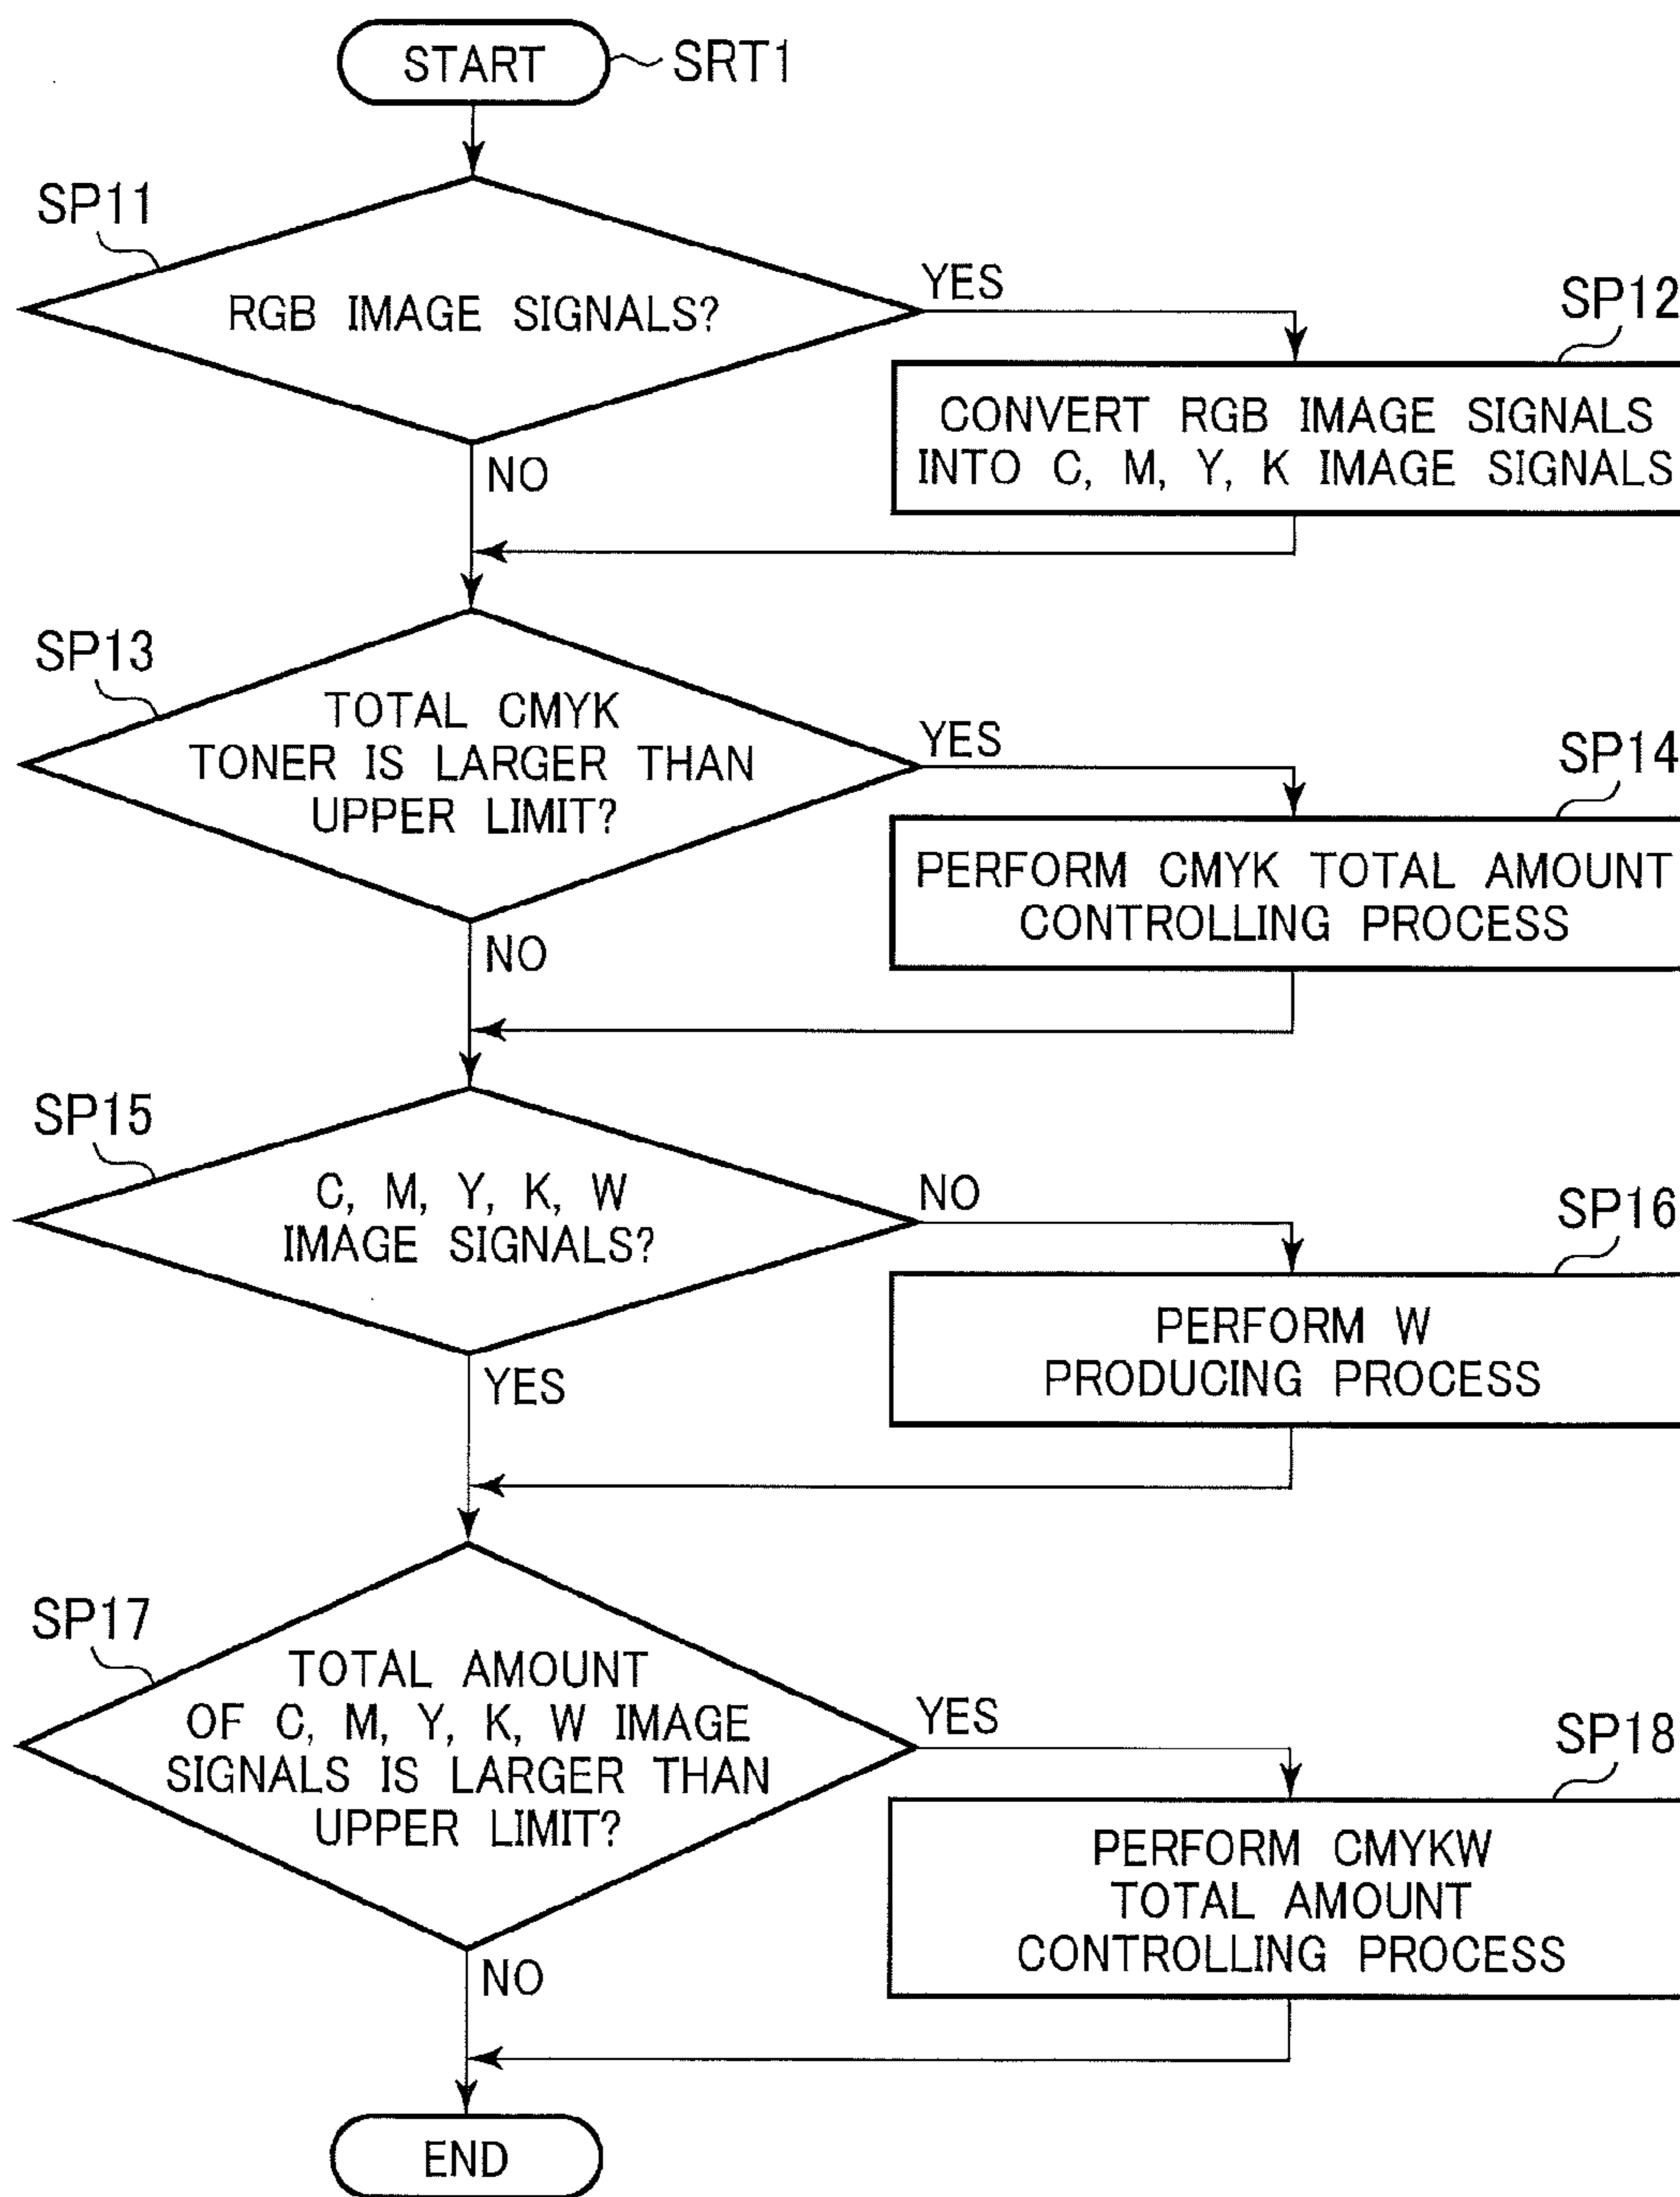 START
SRT1
SP11
RGB IMAGE SIGNALS?
YES
SP12
CONVERT RGB IMAGE SIGNALS
INTO C, M, Y, K IMAGE SIGNALS
NO
SP13
TOTAL CMYK
TONER IS LARGER THAN
UPPER LIMIT?
YES
SP14
PERFORM CMYK TOTAL AMOUNT
CONTROLLING PROCESS
NO
SP15
C, M, Y, K, W
IMAGE SIGNALS?
NO
SP16
PERFORM W
PRODUCING PROCESS
YES
SP17
TOTAL AMOUNT
OF C, M, Y, K, W IMAGE
SIGNALS IS LARGER THAN
UPPER LIMIT?
YES
SP18
PERFORM CMYKW
TOTAL AMOUNT
CONTROLLING PROCESS
NO
END